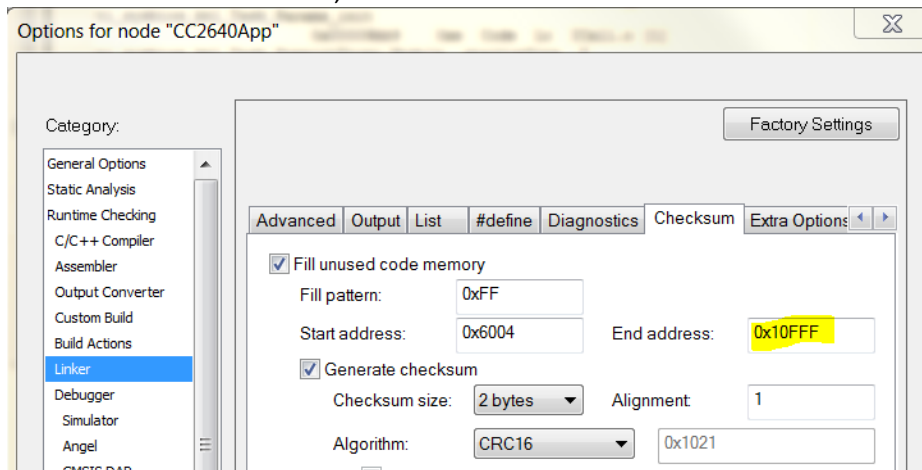 Options for node "CC2640App"
Category:
Factory Settings
General Options
Static Analysis
Runtime Checking
C/C++ Compiler
Assembler
Output Converter
Custom Build
Build Actions
Linker
Debugger
Simulator
Angel
Advanced Output List #define Diagnostics Checksum Extra Options
Fill unused code memory
Fill pattern: 0xFF
Start address: 0x6004 End address: 0x10FFF
Generate checksum
Checksum size: 2 bytes Alignment: 1
Algorithm: CRC16 0x1021